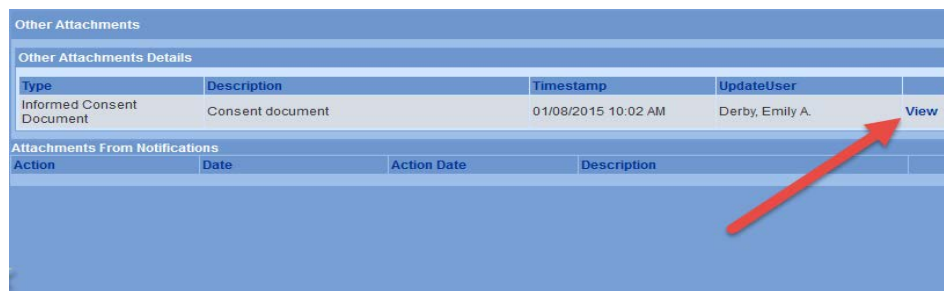 Other Attachments
Other Attachments Details
Type Description Timestamp UpdateUser
Informed Consent Document Consent document 01/08/2015 10:02 AM Derby, Emily A. View
Attachments From Notifications
Action Date Action Date Description